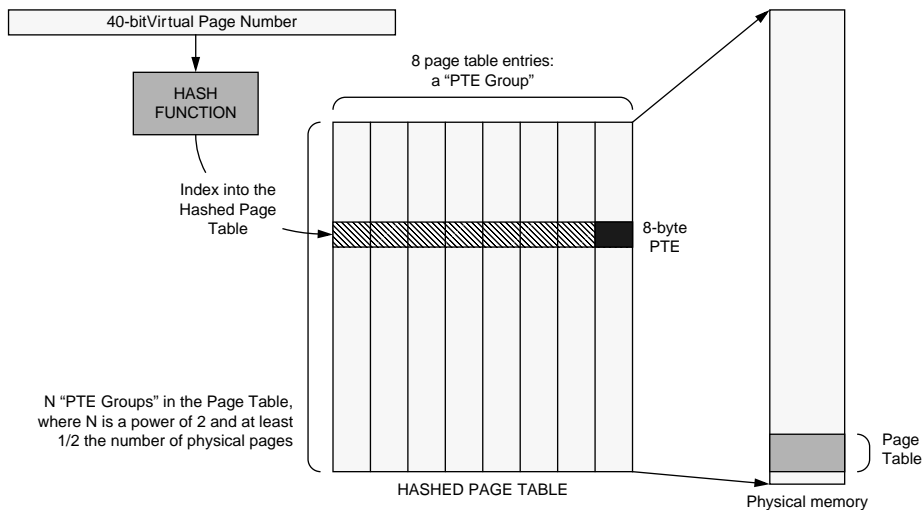 40-bitVirtual Page Number
HASH
FUNCTION
8 page table entries:
a “PTE Group”
Index into the
Hashed Page
Table
8-byte
PTE
N “PTE Groups” in the Page Table,
where N is a power of 2 and at least
1/2 the number of physical pages
HASHED PAGE TABLE
Page
Table
Physical memory